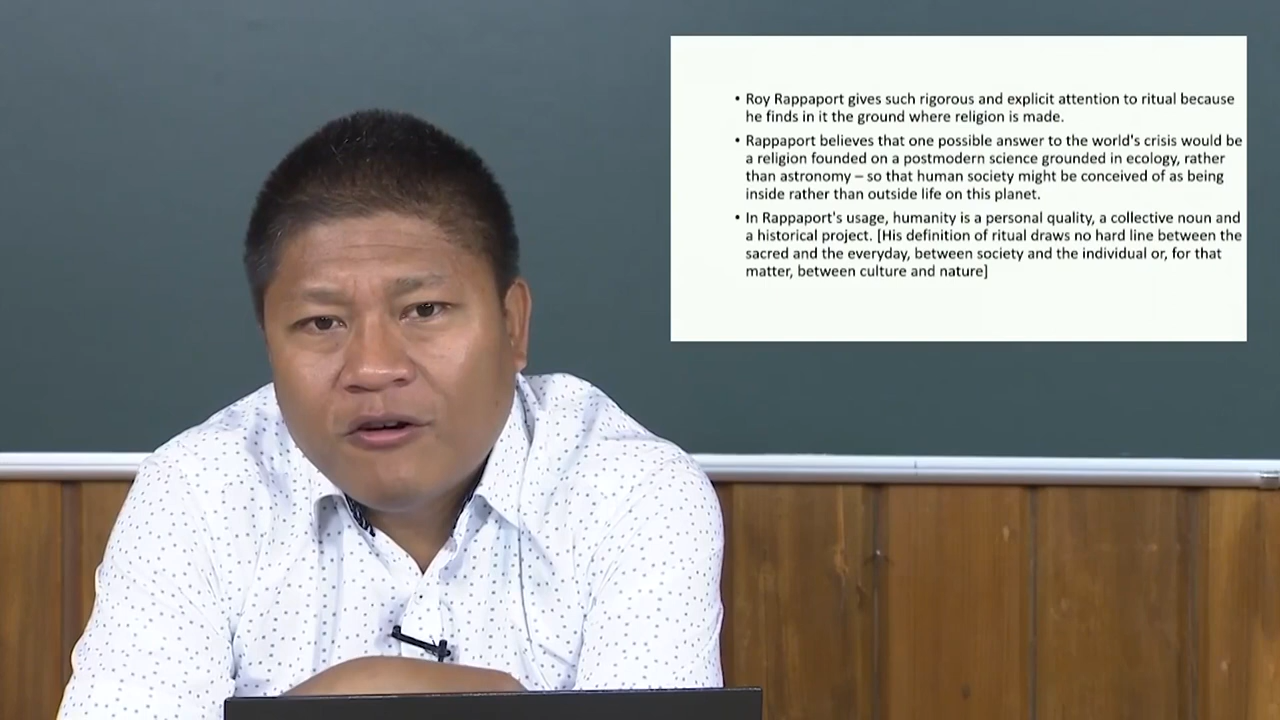 • Roy Rappaport gives such rigorous and explicit attention to ritual because
he finds in it the ground where religion is made.
• Rappaport believes that one possible answer to the world's crisis would be
a religion founded on a postmodern science grounded in ecology, rather
than astronomy – so that human society might be conceived of as being
inside rather than outside life on this planet.
• In Rappaport's usage, humanity is a personal quality, a collective noun and
a historical project. [His definition of ritual draws no hard line between the
sacred and the everyday, between society and the individual or, for that
matter, between culture and nature]